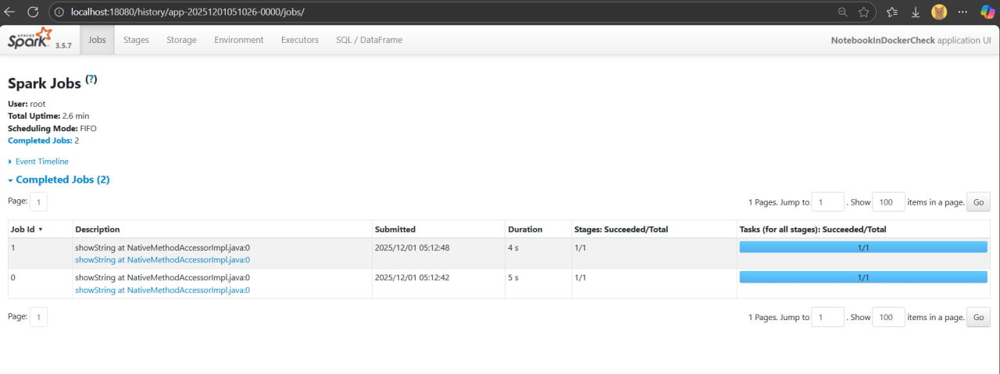 localhost:18080/history/app-20251201051026-0000/jobs/
APACHE
Spark 3.5.7 Jobs Stages Storage Environment Executors SQL / DataFrame NotebookInDockerCheck application UI
Spark Jobs (?)
User: root
Total Uptime: 2.6 min
Scheduling Mode: FIFO
Completed Jobs: 2
Event Timeline
Completed Jobs (2)
Page: 1 1 Pages. Jump to 1 . Show 100 items in a page. Go
Job Id ▾ Description Submitted Duration Stages: Succeeded/Total Tasks (for all stages): Succeeded/Total
1 showString at NativeMethodAccessorImpl.java:0 2025/12/01 05:12:48 4 s 1/1 1/1
showString at NativeMethodAccessorImpl.java:0
0 showString at NativeMethodAccessorImpl.java:0 2025/12/01 05:12:42 5 s 1/1 1/1
showString at NativeMethodAccessorImpl.java:0
Page: 1 1 Pages. Jump to 1 . Show 100 items in a page. Go